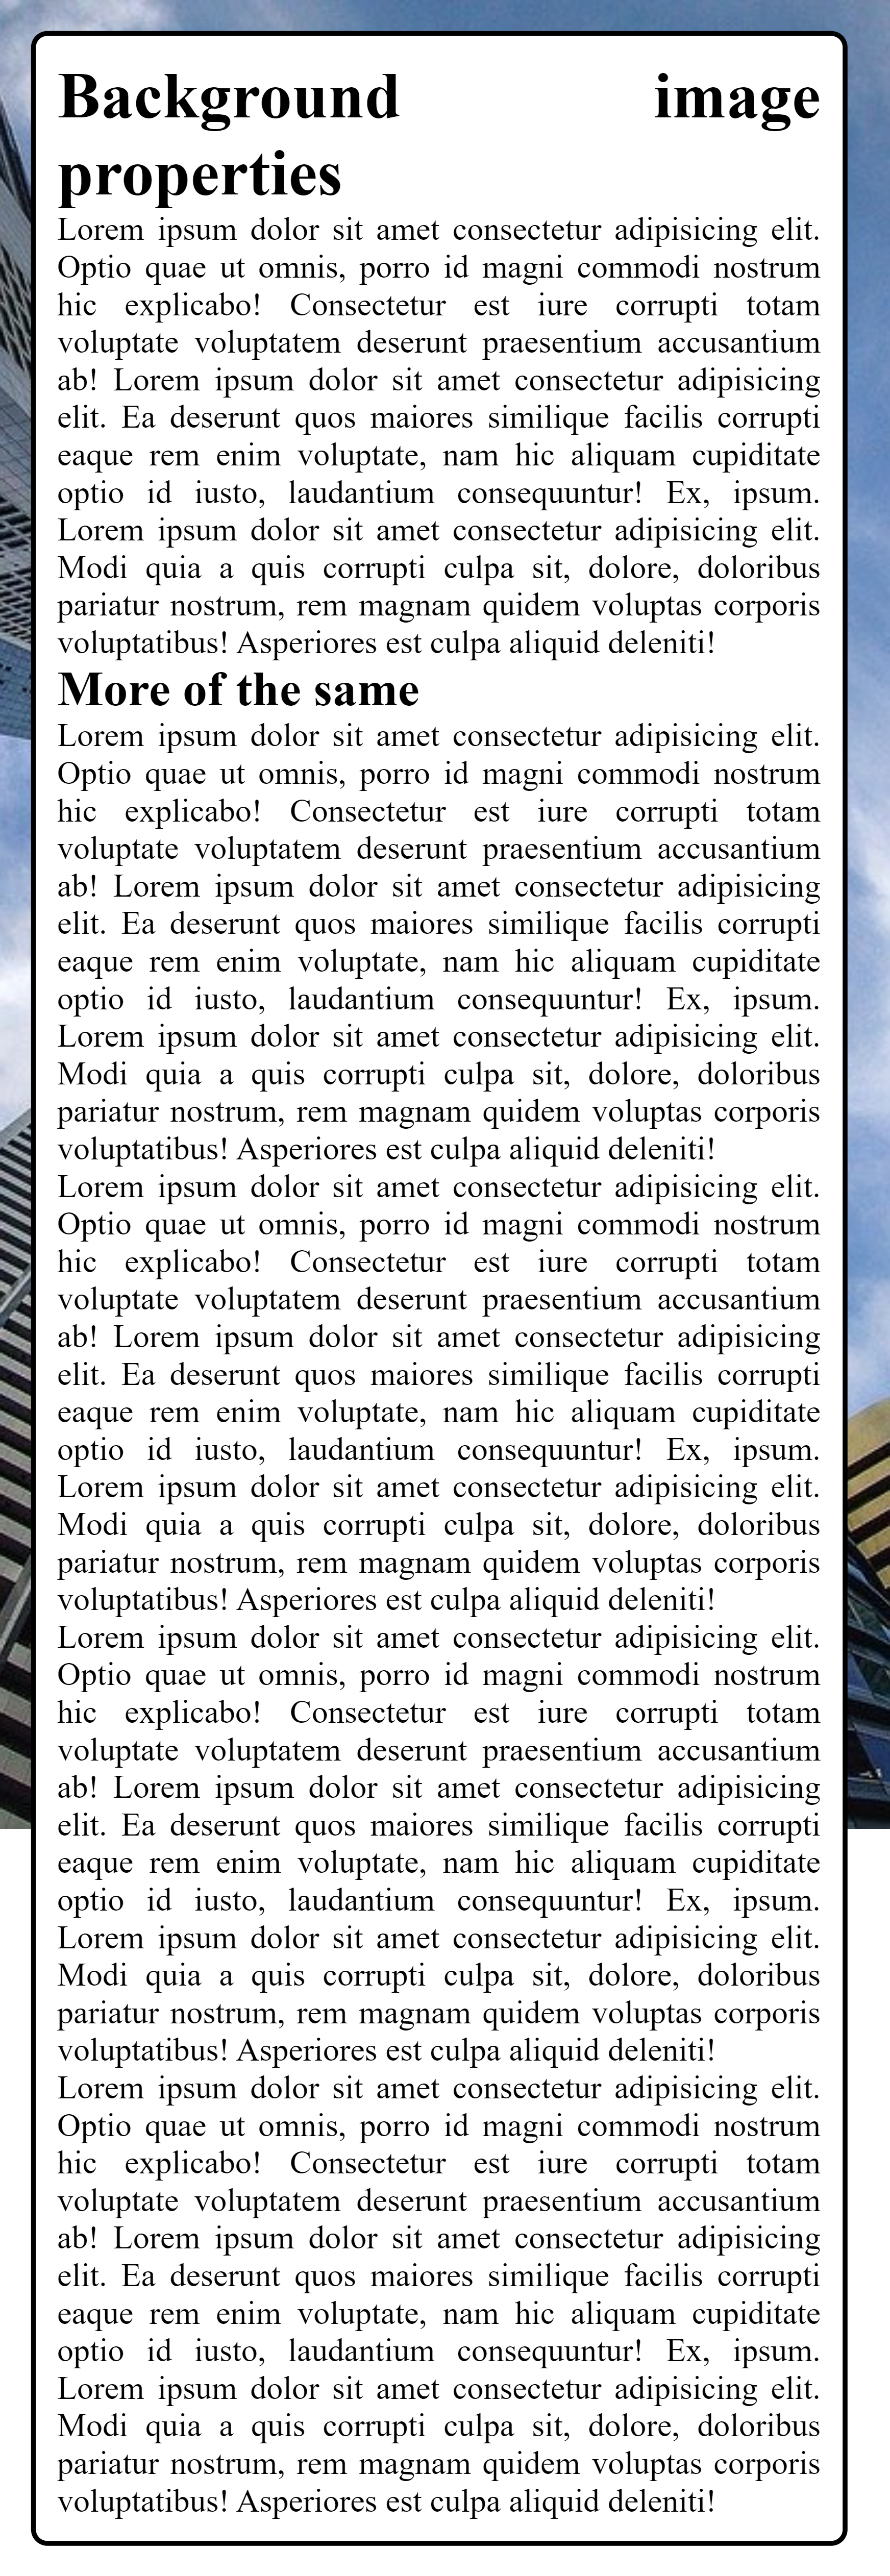 Background image
properties
Lorem ipsum dolor sit amet consectetur adipisicing elit.
Optio quae ut omnis, porro id magni commodi nostrum
hic explicabo! Consectetur est iure corrupti totam
voluptate voluptatem deserunt praesentium accusantium
ab! Lorem ipsum dolor sit amet consectetur adipisicing
elit. Ea deserunt quos maiores similique facilis corrupti
eaque rem enim voluptate, nam hic aliquam cupiditate
optio id iusto, laudantium consequuntur! Ex, ipsum.
Lorem ipsum dolor sit amet consectetur adipisicing elit.
Modi quia a quis corrupti culpa sit, dolore, doloribus
pariatur nostrum, rem magnam quidem voluptas corporis
voluptatibus! Asperiores est culpa aliquid deleniti!
More of the same
Lorem ipsum dolor sit amet consectetur adipisicing elit.
Optio quae ut omnis, porro id magni commodi nostrum
hic explicabo! Consectetur est iure corrupti totam
voluptate voluptatem deserunt praesentium accusantium
ab! Lorem ipsum dolor sit amet consectetur adipisicing
elit. Ea deserunt quos maiores similique facilis corrupti
eaque rem enim voluptate, nam hic aliquam cupiditate
optio id iusto, laudantium consequuntur! Ex, ipsum.
Lorem ipsum dolor sit amet consectetur adipisicing elit.
Modi quia a quis corrupti culpa sit, dolore, doloribus
pariatur nostrum, rem magnam quidem voluptas corporis
voluptatibus! Asperiores est culpa aliquid deleniti!
Lorem ipsum dolor sit amet consectetur adipisicing elit.
Optio quae ut omnis, porro id magni commodi nostrum
hic explicabo! Consectetur est iure corrupti totam
voluptate voluptatem deserunt praesentium accusantium
ab! Lorem ipsum dolor sit amet consectetur adipisicing
elit. Ea deserunt quos maiores similique facilis corrupti
eaque rem enim voluptate, nam hic aliquam cupiditate
optio id iusto, laudantium consequuntur! Ex, ipsum.
Lorem ipsum dolor sit amet consectetur adipisicing elit.
Modi quia a quis corrupti culpa sit, dolore, doloribus
pariatur nostrum, rem magnam quidem voluptas corporis
voluptatibus! Asperiores est culpa aliquid deleniti!
Lorem ipsum dolor sit amet consectetur adipisicing elit.
Optio quae ut omnis, porro id magni commodi nostrum
hic explicabo! Consectetur est iure corrupti totam
voluptate voluptatem deserunt praesentium accusantium
ab! Lorem ipsum dolor sit amet consectetur adipisicing
elit. Ea deserunt quos maiores similique facilis corrupti
eaque rem enim voluptate, nam hic aliquam cupiditate
optio id iusto, laudantium consequuntur! Ex, ipsum.
Lorem ipsum dolor sit amet consectetur adipisicing elit.
Modi quia a quis corrupti culpa sit, dolore, doloribus
pariatur nostrum, rem magnam quidem voluptas corporis
voluptatibus! Asperiores est culpa aliquid deleniti!
Lorem ipsum dolor sit amet consectetur adipisicing elit.
Optio quae ut omnis, porro id magni commodi nostrum
hic explicabo! Consectetur est iure corrupti totam
voluptate voluptatem deserunt praesentium accusantium
ab! Lorem ipsum dolor sit amet consectetur adipisicing
elit. Ea deserunt quos maiores similique facilis corrupti
eaque rem enim voluptate, nam hic aliquam cupiditate
optio id iusto, laudantium consequuntur! Ex, ipsum.
Lorem ipsum dolor sit amet consectetur adipisicing elit.
Modi quia a quis corrupti culpa sit, dolore, doloribus
pariatur nostrum, rem magnam quidem voluptas corporis
voluptatibus! Asperiores est culpa aliquid deleniti!